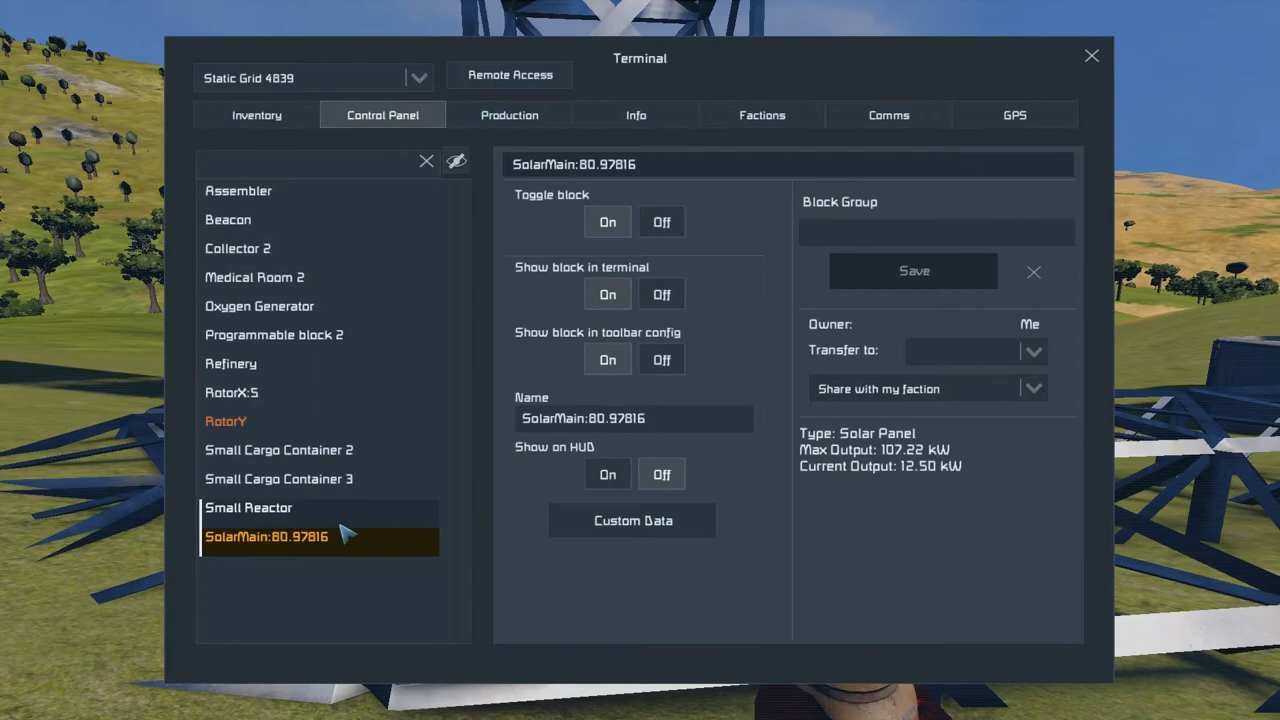 Terminal
Static Grid 4839
Remote Access
Inventory
Control Panel
Production
Info
Factions
Comms
GPS
Assembler
Beacon
Collector 2
Medical Room 2
Oxygen Generator
Programmable block 2
Refinery
RotorX:5
RotorY
Small Cargo Container 2
Small Cargo Container 3
Small Reactor
SolarMain:80.97816
SolarMain:80.97816
Toggle block
On Off
Show block in terminal
On Off
Show block in toolbar config
On Off
Name
SolarMain:80.97816
Show on HUD
On Off
Custom Data
Block Group
Save
Owner: Me
Transfer to:
Share with my faction
Type: Solar Panel
Max Output: 107.22 kW
Current Output: 12.50 kW